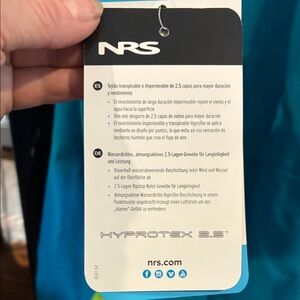 NRS
ES Tejido transpirable e impermeable de 2,5 capas para mayor duración
y rendimiento
• El revestimiento de larga duración impermeable repele el viento y el
agua hacia la superficie
• Tela anti desgarro de 2,5 capas de nailon para mayor duración
• El revestimiento impermeable y transpirable HyproTex se aplica
mediante un diseño por puntos, lo que evita así esa sensación de
bochorno húmedo que crea el flujo de aire
DE Wasserdichtes, atmungsaktives 2,5-Lagen-Gewebe für Langlebigkeit
und Leistung
• Dauerhaft wasserabweisende Beschichtung leitet Wind und Wasser
auf der Oberfläche ab
• 2,5-Lagen Ripstop Nylon Gewebe für Langlebigkeit
• Atmungsaktive Wasserdichte HyproTex Beschichtung in einem
Punktmuster angebracht erzeugt einen Luftstrom um das
„klamm" Gefühl zu verhindern
HYPROTEX 2.5™
nrs.com